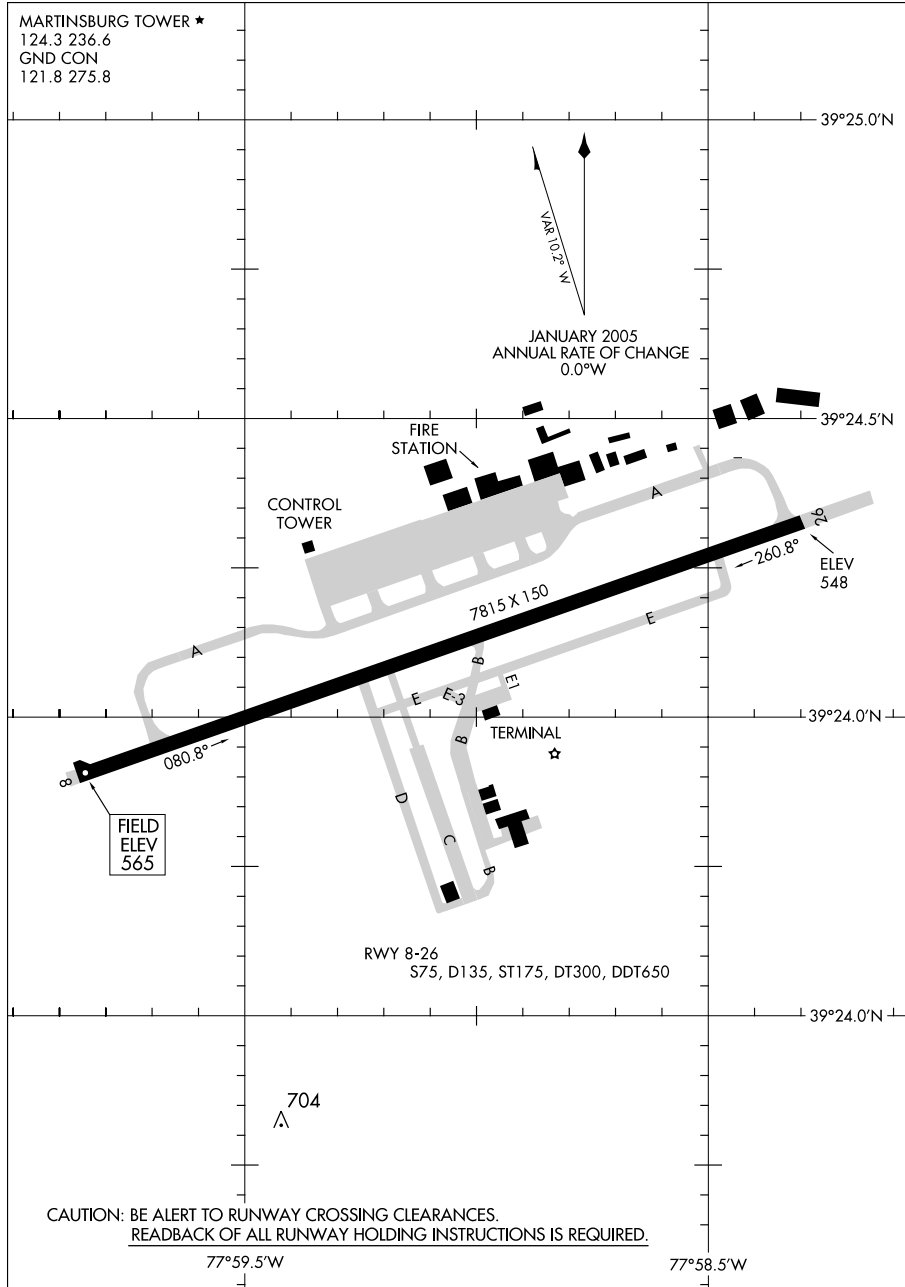 MARTINSBURG TOWER ★
124.3 236.6
GND CON
121.8 275.8
39°25.0'N
VAR 10.2° W
JANUARY 2005
ANNUAL RATE OF CHANGE
0.0°W
39°24.5'N
FIRE
STATION
CONTROL
TOWER
A
26
260.8°
ELEV
548
7815 X 150
A
E
B
E
E-3
E1
B
39°24.0'N
TERMINAL
080.8°
8
FIELD
ELEV
565
D
C
B
RWY 8-26
S75, D135, ST175, DT300, DDT650
39°24.0'N
704
CAUTION: BE ALERT TO RUNWAY CROSSING CLEARANCES.
READBACK OF ALL RUNWAY HOLDING INSTRUCTIONS IS REQUIRED.
77°59.5'W
77°58.5'W